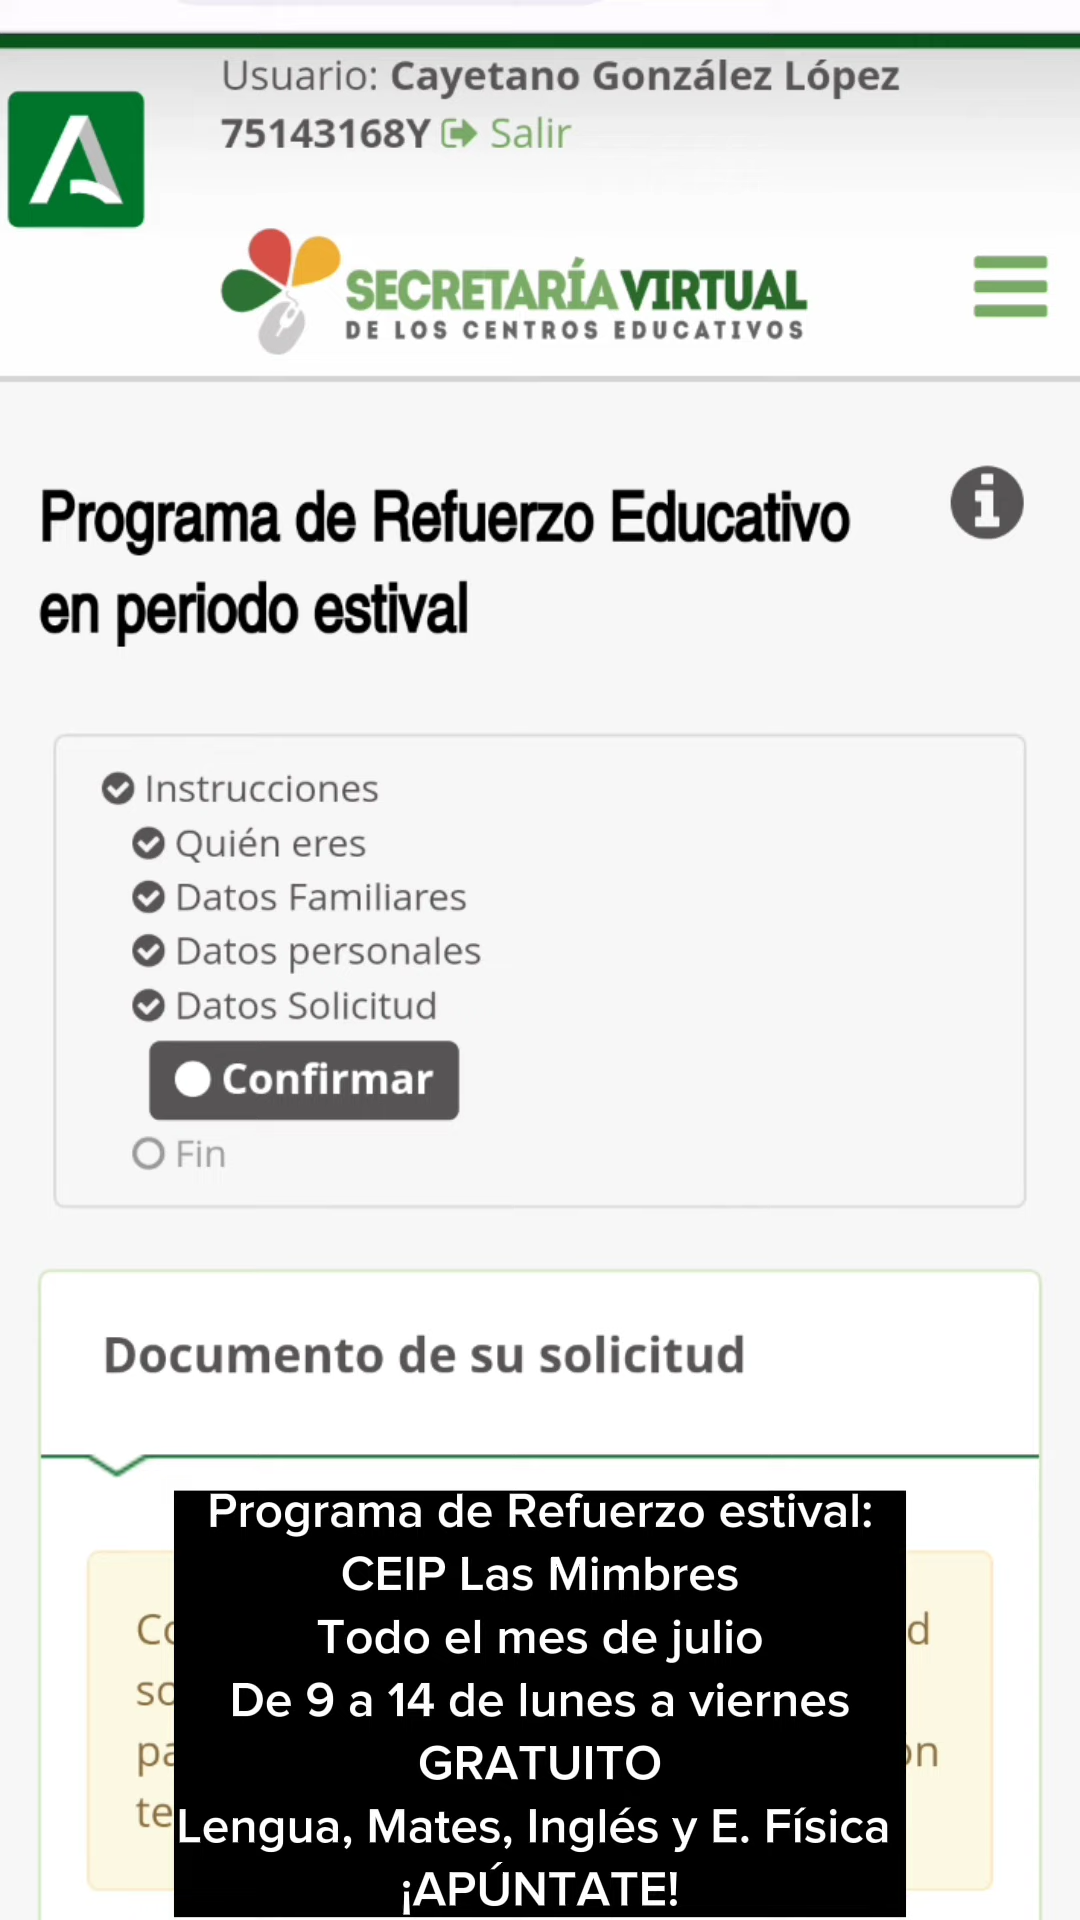 Usuario: Cayetano González López
75143168Y Salir
SECRETARÍA VIRTUAL
DE LOS CENTROS EDUCATIVOS
Programa de Refuerzo Educativo
en periodo estival
Instrucciones
Quién eres
Datos Familiares
Datos personales
Datos Solicitud
Confirmar
Fin
Documento de su solicitud
Programa de Refuerzo estival:
CEIP Las Mimbres
Todo el mes de julio
De 9 a 14 de lunes a viernes
GRATUITO
Lengua, Mates, Inglés y E. Física
¡APÚNTATE!